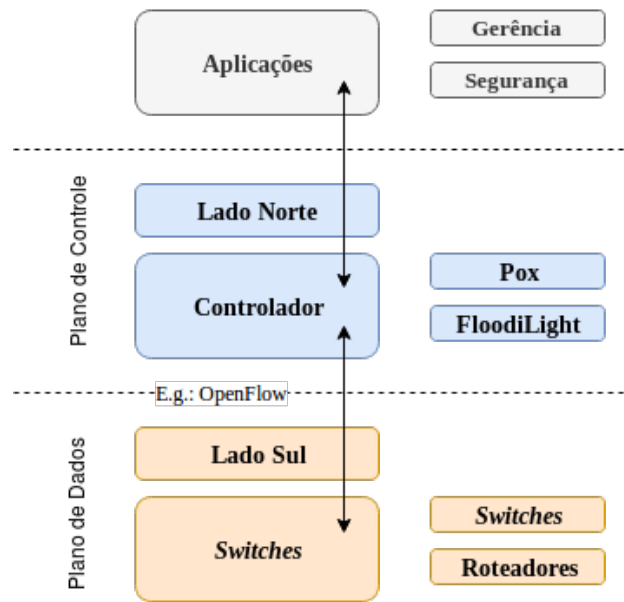 Aplicações
Gerência
Segurança
Plano de Controle
Lado Norte
Controlador
Pox
FloodiLight
E.g.: OpenFlow
Plano de Dados
Lado Sul
Switches
Switches
Roteadores